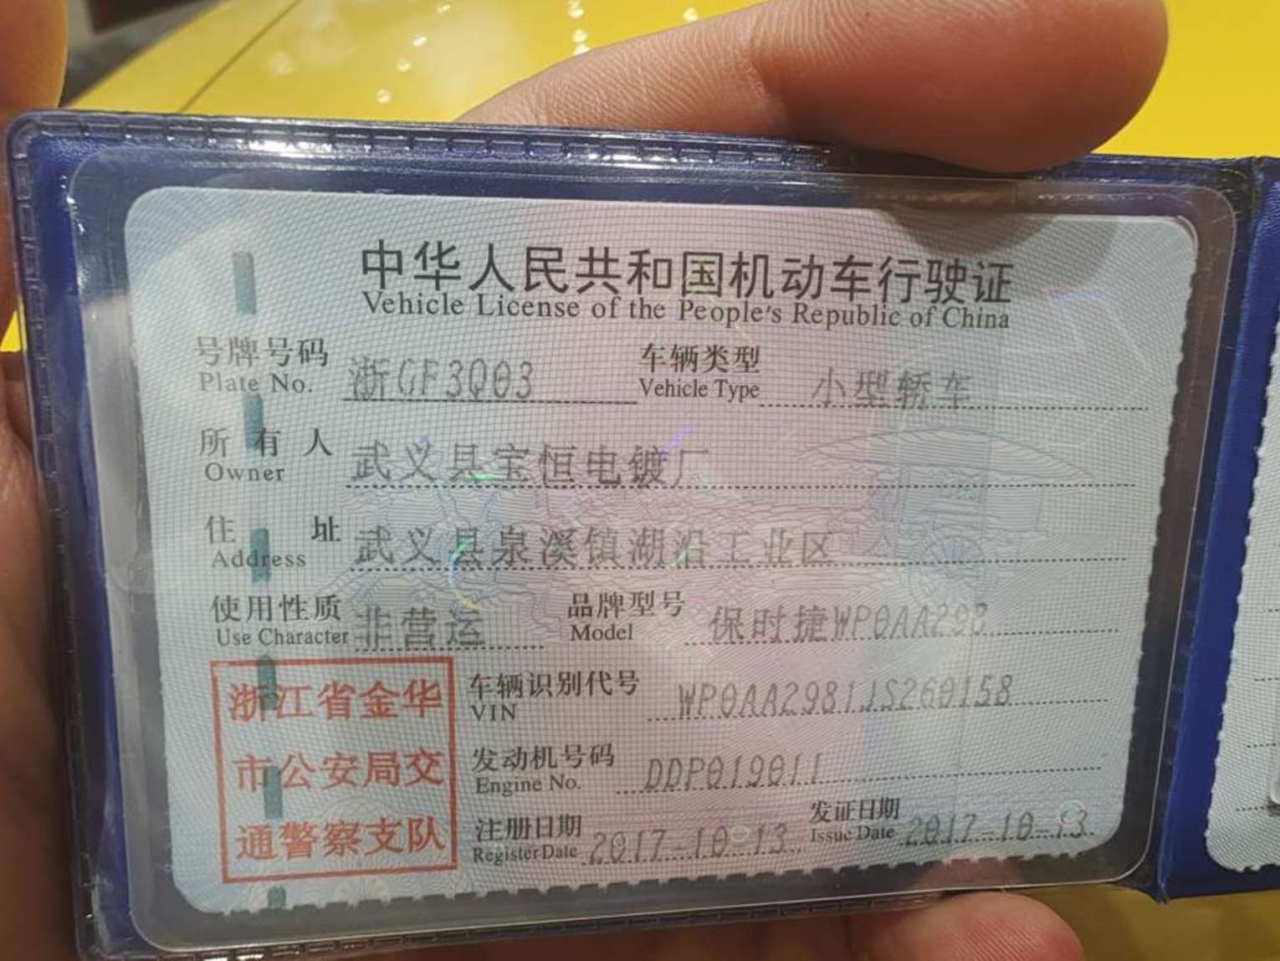 中华人民共和国机动车行驶证
Vehicle License of the People's Republic of China
号牌号码 浙GF3Q03 车辆类型 小型轿车
Plate No. Vehicle Type
所有人 武义县宝恒电镀厂
Owner
住址 武义县泉溪镇湖沿工业区
Address
使用性质 非营运 品牌型号 保时捷WP0AA298
Use Character Model
浙江省金华
市公安局交
通警察支队
车辆识别代号 WP0AA2981JS260158
VIN
发动机号码 DDP019011
Engine No.
注册日期 2017-10-13 发证日期 2017-10-13
Register Date Issue Date